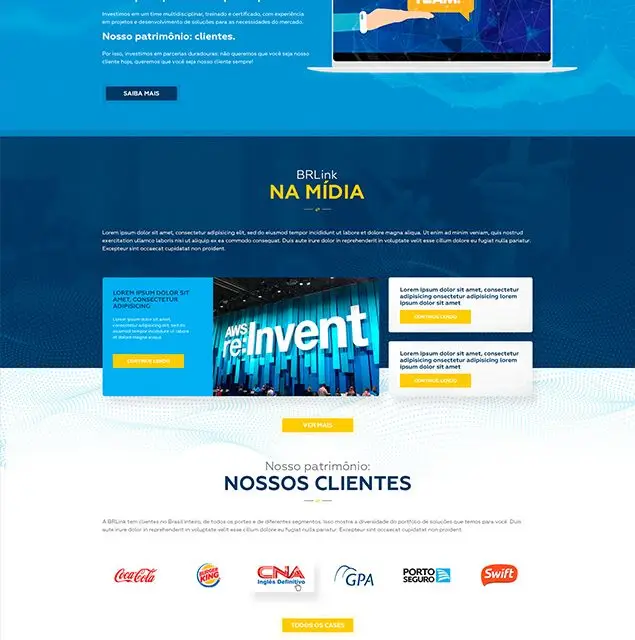 TEAM!
Investimos em um time multidisciplinar, treinado e certificado, com experiência
em projetos e desenvolvimento de soluções para as necessidades do mercado.
Nosso patrimônio: clientes.
Por isso, investimos em parcerias duradouras; não queremos que você seja nosso
cliente hoje, queremos que você seja nosso cliente sempre!
SAIBA MAIS
BRLink
NA MÍDIA
Lorem ipsum dolor sit amet, consectetur adipisicing elit, sed do eiusmod tempor incididunt ut labore et dolore magna aliqua. Ut enim ad minim veniam, quis nostrud
exercitation ullamco laboris nisi ut aliquip ex ea commodo consequat. Duis aute irure dolor in reprehenderit in voluptate velit esse cillum dolore eu fugiat nulla pariatur.
Excepteur sint occaecat cupidatat non proident.
LOREM IPSUM DOLOR SIT
AMET, CONSECTETUR
ADIPISICING
Lorem ipsum dolor sit amet,
consectetur adipisicing elit, sed
do eiusmod tempor incididunt
ut labore et
CONTINUE LENDO
AWS
re:Invent
Lorem ipsum dolor sit amet, consectetur
adipisicing onsectetur adipisicing lorem
ipsum dolor sit amet
CONTINUE LENDO
Lorem ipsum dolor sit amet, consectetur
adipisicing onsectetur adipisicing lorem
ipsum dolor sit amet
CONTINUE LENDO
VER MAIS
Nosso patrimônio:
NOSSOS CLIENTES
A BRLink tem clientes no Brasil inteiro, de todos os portes e de diferentes segmentos. Isso mostra a diversidade do portfólio de soluções que temos para você. Duis
aute irure dolor in reprehenderit in voluptate velit esse cillum dolore eu fugiat nulla pariatur. Excepteur sint occaecat cupidatat non proident.
Coca-Cola
BURGER KING
CNA
Inglês Definitivo
GPA
PORTO
SEGURO
Swift
TODOS OS CASES